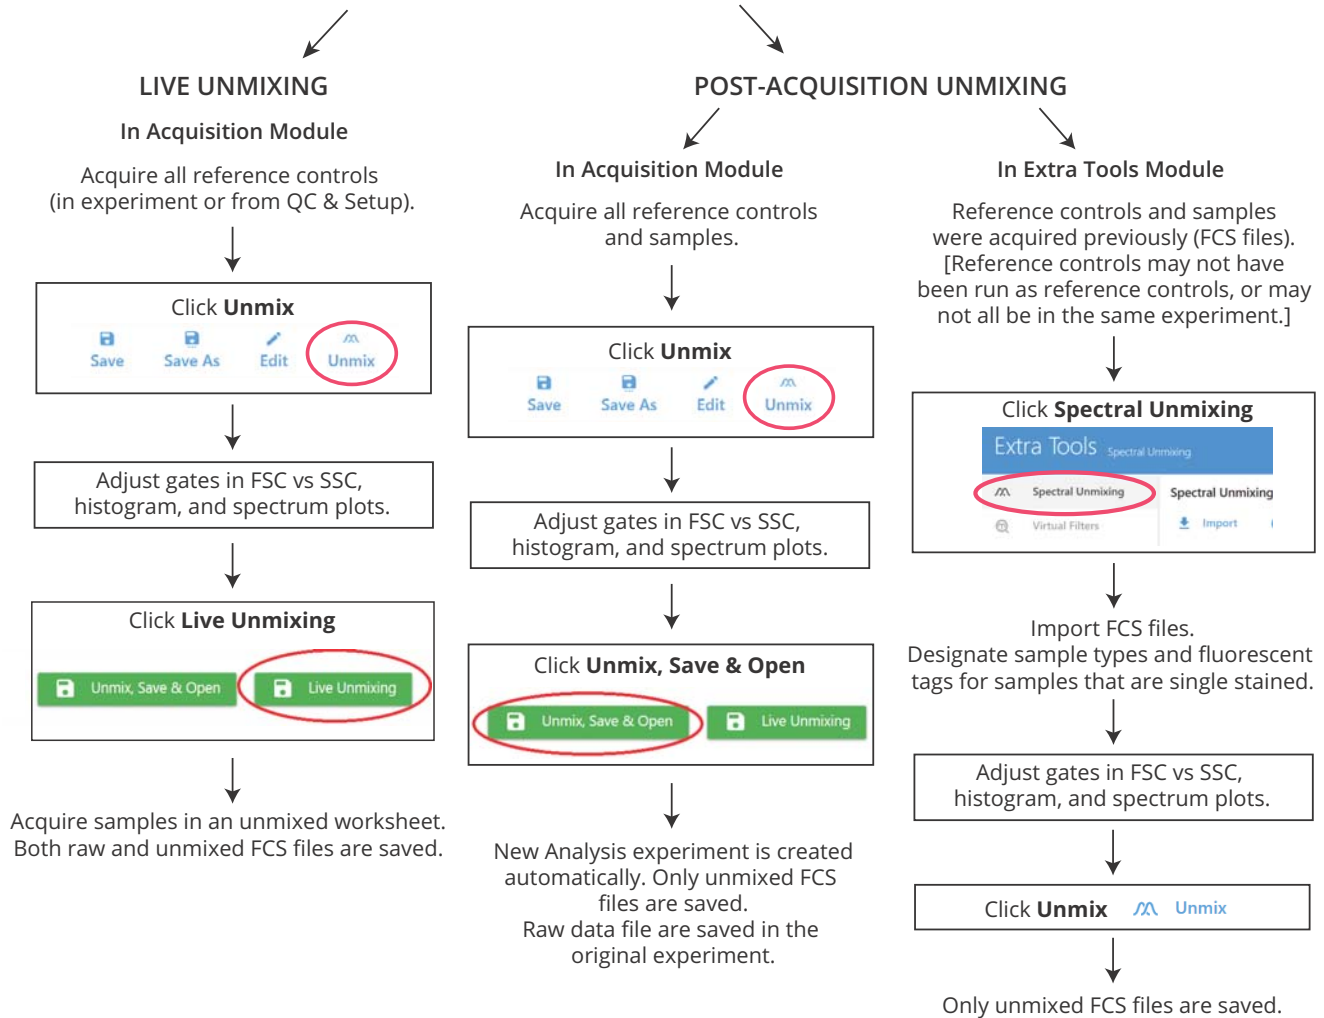 LIVE UNMIXING
In Acquisition Module
Acquire all reference controls
(in experiment or from QC & Setup).
Click Unmix
Save
Save As
Edit
Unmix
Adjust gates in FSC vs SSC,
histogram, and spectrum plots.
Click Live Unmixing
Unmix, Save & Open
Live Unmixing
Acquire samples in an unmixed worksheet.
Both raw and unmixed FCS files are saved.
POST-ACQUISITION UNMIXING
In Acquisition Module
Acquire all reference controls
and samples.
Click Unmix
Save
Save As
Edit
Unmix
Adjust gates in FSC vs SSC,
histogram, and spectrum plots.
Click Unmix, Save & Open
Unmix, Save & Open
Live Unmixing
New Analysis experiment is created
automatically. Only unmixed FCS
files are saved.
Raw data file are saved in the
original experiment.
In Extra Tools Module
Reference controls and samples
were acquired previously (FCS files).
[Reference controls may not have
been run as reference controls, or may
not all be in the same experiment.]
Click Spectral Unmixing
Extra Tools Spectral Unmixing
Spectral Unmixing
Spectral Unmixing
Virtual Filters
Import
Import FCS files.
Designate sample types and fluorescent
tags for samples that are single stained.
Adjust gates in FSC vs SSC,
histogram, and spectrum plots.
Click Unmix Unmix
Only unmixed FCS files are saved.